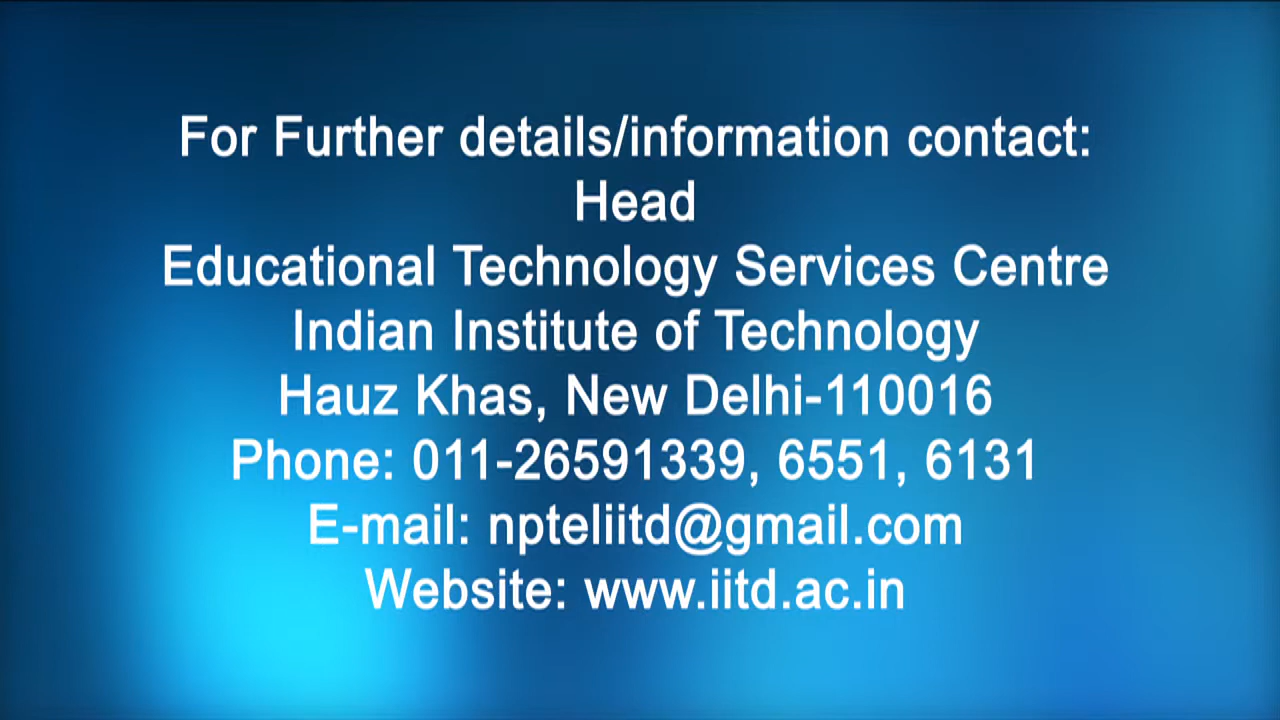 For Further details/information contact:
Head
Educational Technology Services Centre
Indian Institute of Technology
Hauz Khas, New Delhi-110016
Phone: 011-26591339, 6551, 6131
E-mail: npteliitd@gmail.com
Website: www.iitd.ac.in